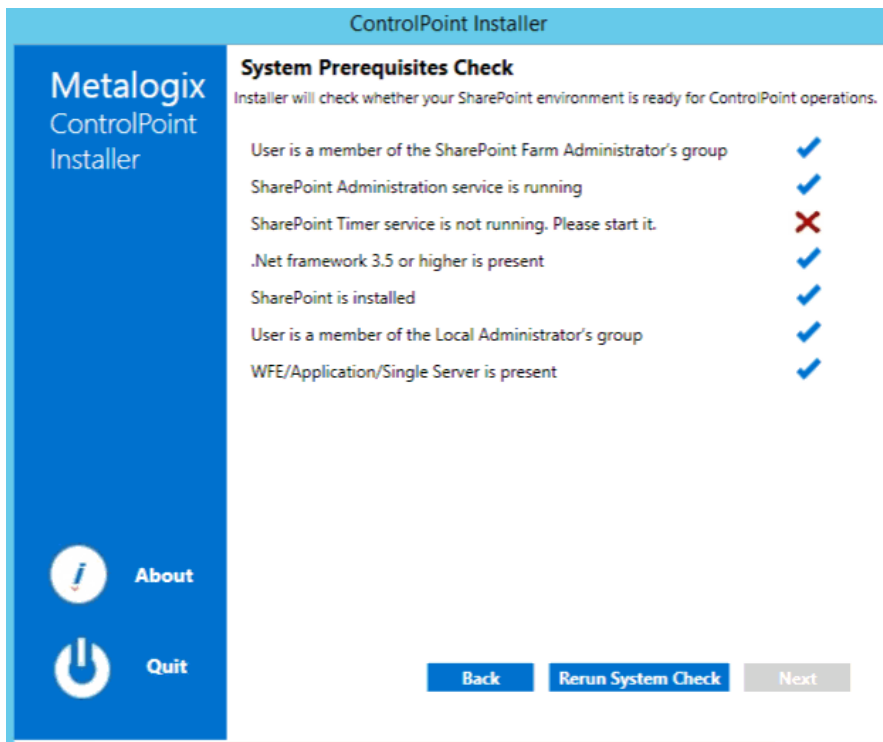 ControlPoint Installer
Metalogix
ControlPoint
Installer
System Prerequisites Check
Installer will check whether your SharePoint environment is ready for ControlPoint operations.
User is a member of the SharePoint Farm Administrator's group
SharePoint Administration service is running
SharePoint Timer service is not running. Please start it.
.Net framework 3.5 or higher is present
SharePoint is installed
User is a member of the Local Administrator's group
WFE/Application/Single Server is present
i About
Quit
Back Rerun System Check Next